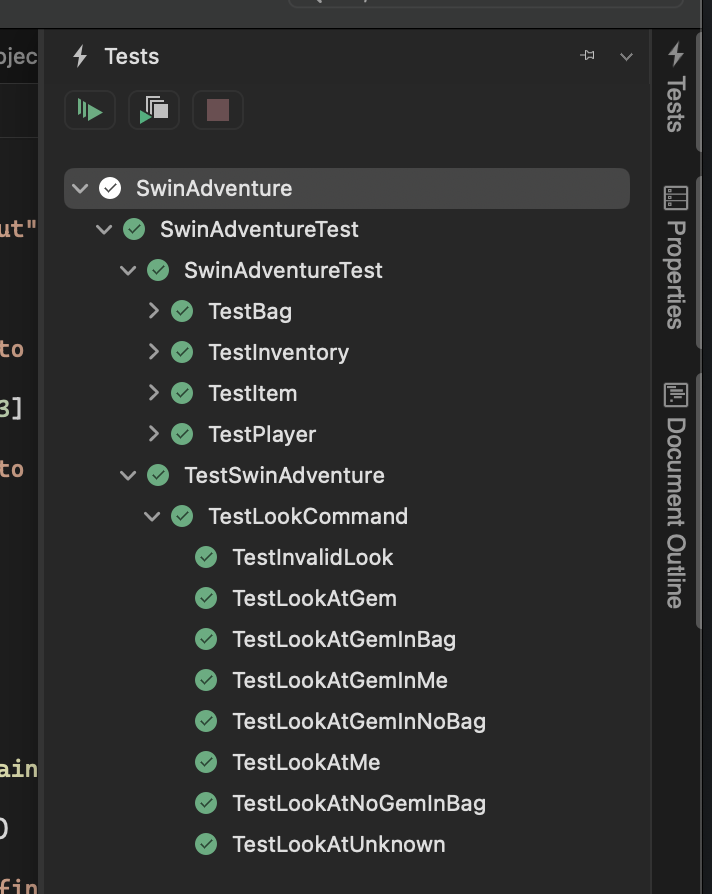 Tests
SwinAdventure
SwinAdventureTest
SwinAdventureTest
TestBag
TestInventory
TestItem
TestPlayer
TestSwinAdventure
TestLookCommand
TestInvalidLook
TestLookAtGem
TestLookAtGemInBag
TestLookAtGemInMe
TestLookAtGemInNoBag
TestLookAtMe
TestLookAtNoGemInBag
TestLookAtUnknown
Tests
Properties
Document Outline
ojec
ut"
to
3]
to
ain
fin